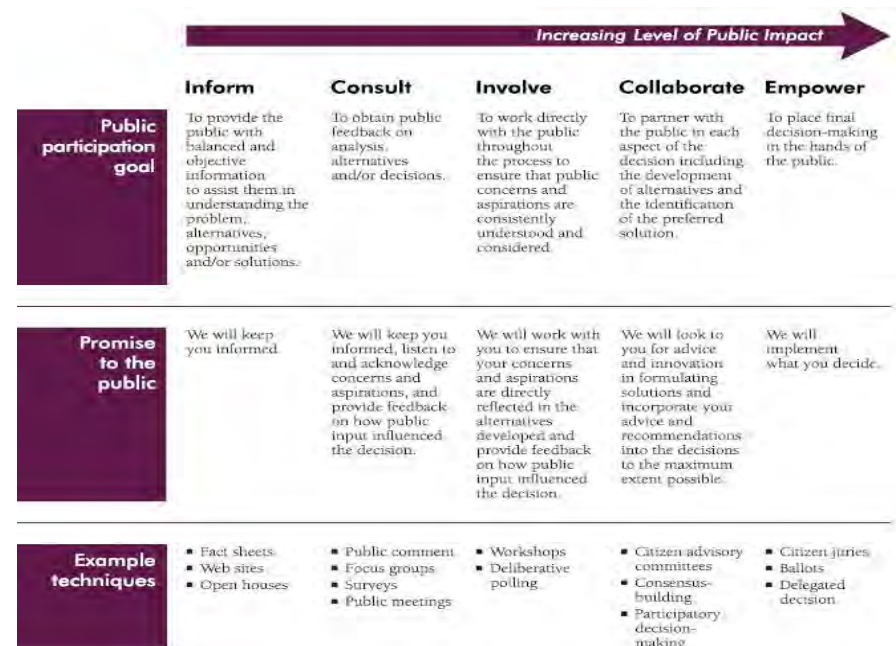 Increasing Level of Public Impact
Inform
Consult
Involve
Collaborate
Empower
Public
participation
goal
To provide the
public with
balanced and
objective
information
to assist them in
understanding the
problem,
alternatives,
opportunities
and/or solutions.
To obtain public
feedback on
analysis,
alternatives
and/or decisions.
To work directly
with the public
throughout
the process to
ensure that public
concerns and
aspirations are
consistently
understood and
considered.
To partner with
the public in each
aspect of the
decision including
the development
of alternatives and
the identification
of the preferred
solution.
To place final
decision-making
in the hands of
the public.
Promise
to the
public
We will keep
you informed.
We will keep you
informed, listen to
and acknowledge
concerns and
aspirations, and
provide feedback
on how public
input influenced
the decision.
We will work with
you to ensure that
your concerns
and aspirations
are directly
reflected in the
alternatives
developed and
provide feedback
on how public
input influenced
the decision.
We will look to
you for advice
and innovation
in formulating
solutions and
incorporate your
advice and
recommendations
into the decisions
to the maximum
extent possible.
We will
implement
what you decide.
Example
techniques
▪ Fact sheets
▪ Web sites
▪ Open houses
▪ Public comment
▪ Focus groups
▪ Surveys
▪ Public meetings
▪ Workshops
▪ Deliberative
polling
▪ Citizen advisory
committees
▪ Consensus-
building
▪ Participatory
decision-
making
▪ Citizen juries
▪ Ballots
▪ Delegated
decision